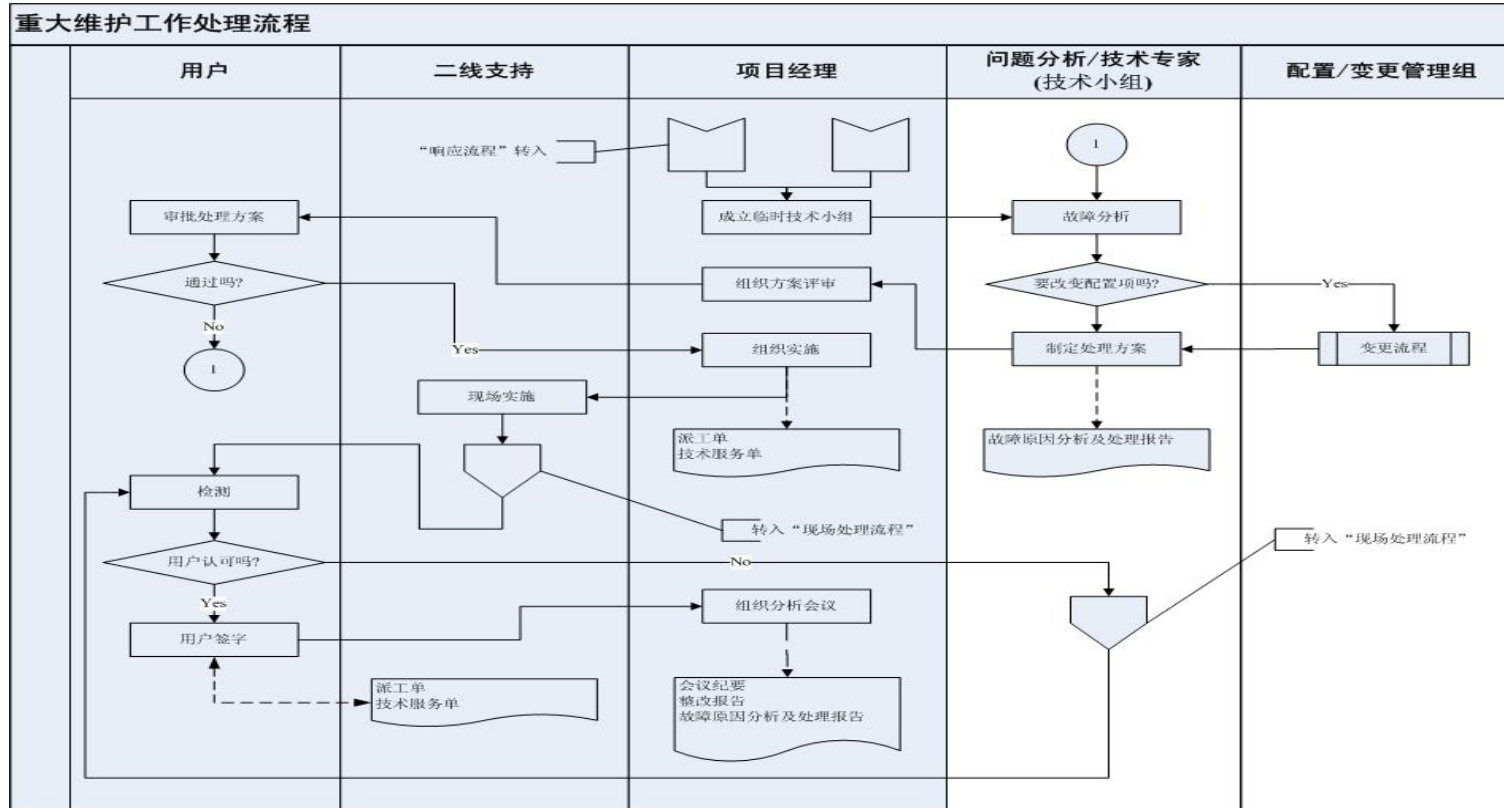 重大维护工作处理流程
用户
二线支持
项目经理
问题分析/技术专家
(技术小组)
配置/变更管理组
“响应流程”转入
1
审批处理方案
成立临时技术小组
故障分析
通过吗?
组织方案评审
要改变配置项吗?
Yes
No
Yes
组织实施
制定处理方案
变更流程
1
现场实施
派工单
技术服务单
故障原因分析及处理报告
检测
转入“现场处理流程”
转入“现场处理流程”
用户认可吗?
No
Yes
组织分析会议
用户签字
派工单
技术服务单
会议纪要
整改报告
故障原因分析及处理报告